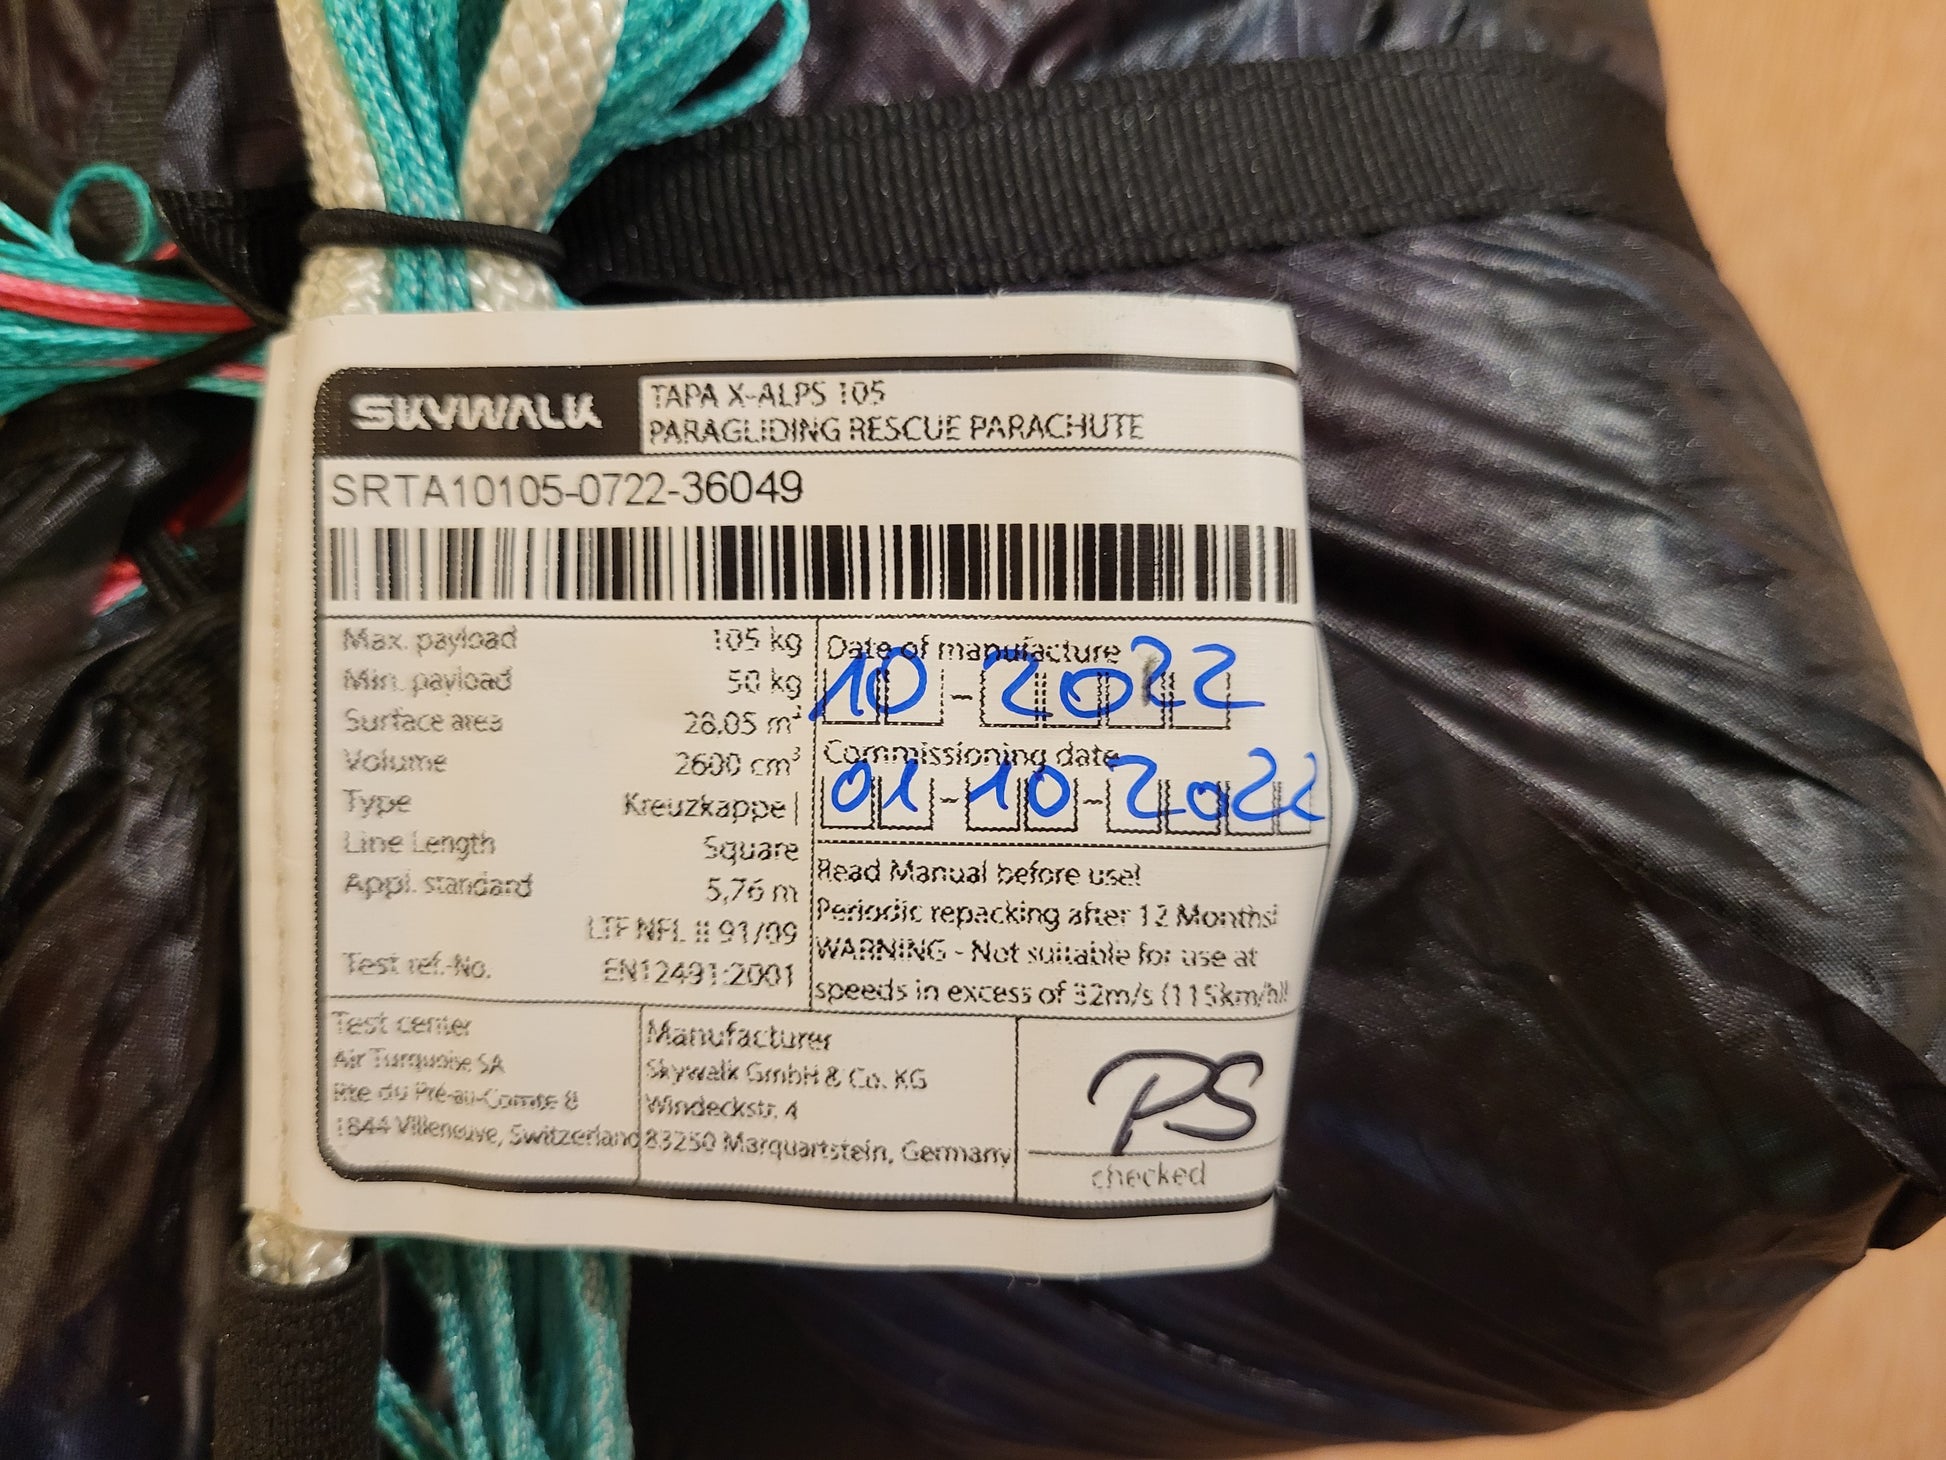 SKYWALK
TAPA X-ALPS 105
PARAGLIDING RESCUE PARACHUTE
SRTA10105-0722-36049
Max. payload 105 kg
Min. payload 50 kg
Surface area 28.05 m²
Volume 2600 cm³
Type Kreuzkappe |
Line Length Square
Appl. standard 5,76 m
LTF NFL II 91/09
Test ref.-No. EN12491:2001
Date of manufacture
10-2022
Commissioning date
01-10-2022
Read Manual before use!
Periodic repacking after 12 Months!
WARNING - Not suitable for use at
speeds in excess of 32m/s (115km/h)!
Test center
Air Turquoise SA
Rte du Pré-au-Comte 8
1844 Villeneuve, Switzerland
Manufacturer
Skywalk GmbH & Co. KG
Windeckstr. 4
83250 Marquartstein, Germany
PS
checked